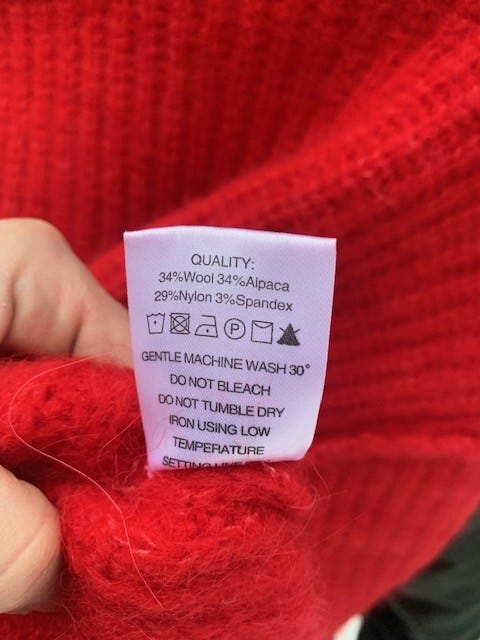 QUALITY:
34%Wool 34%Alpaca
29%Nylon 3%Spandex
P
GENTLE MACHINE WASH 30°
DO NOT BLEACH
DO NOT TUMBLE DRY
IRON USING LOW
TEMPERATURE
SETTING